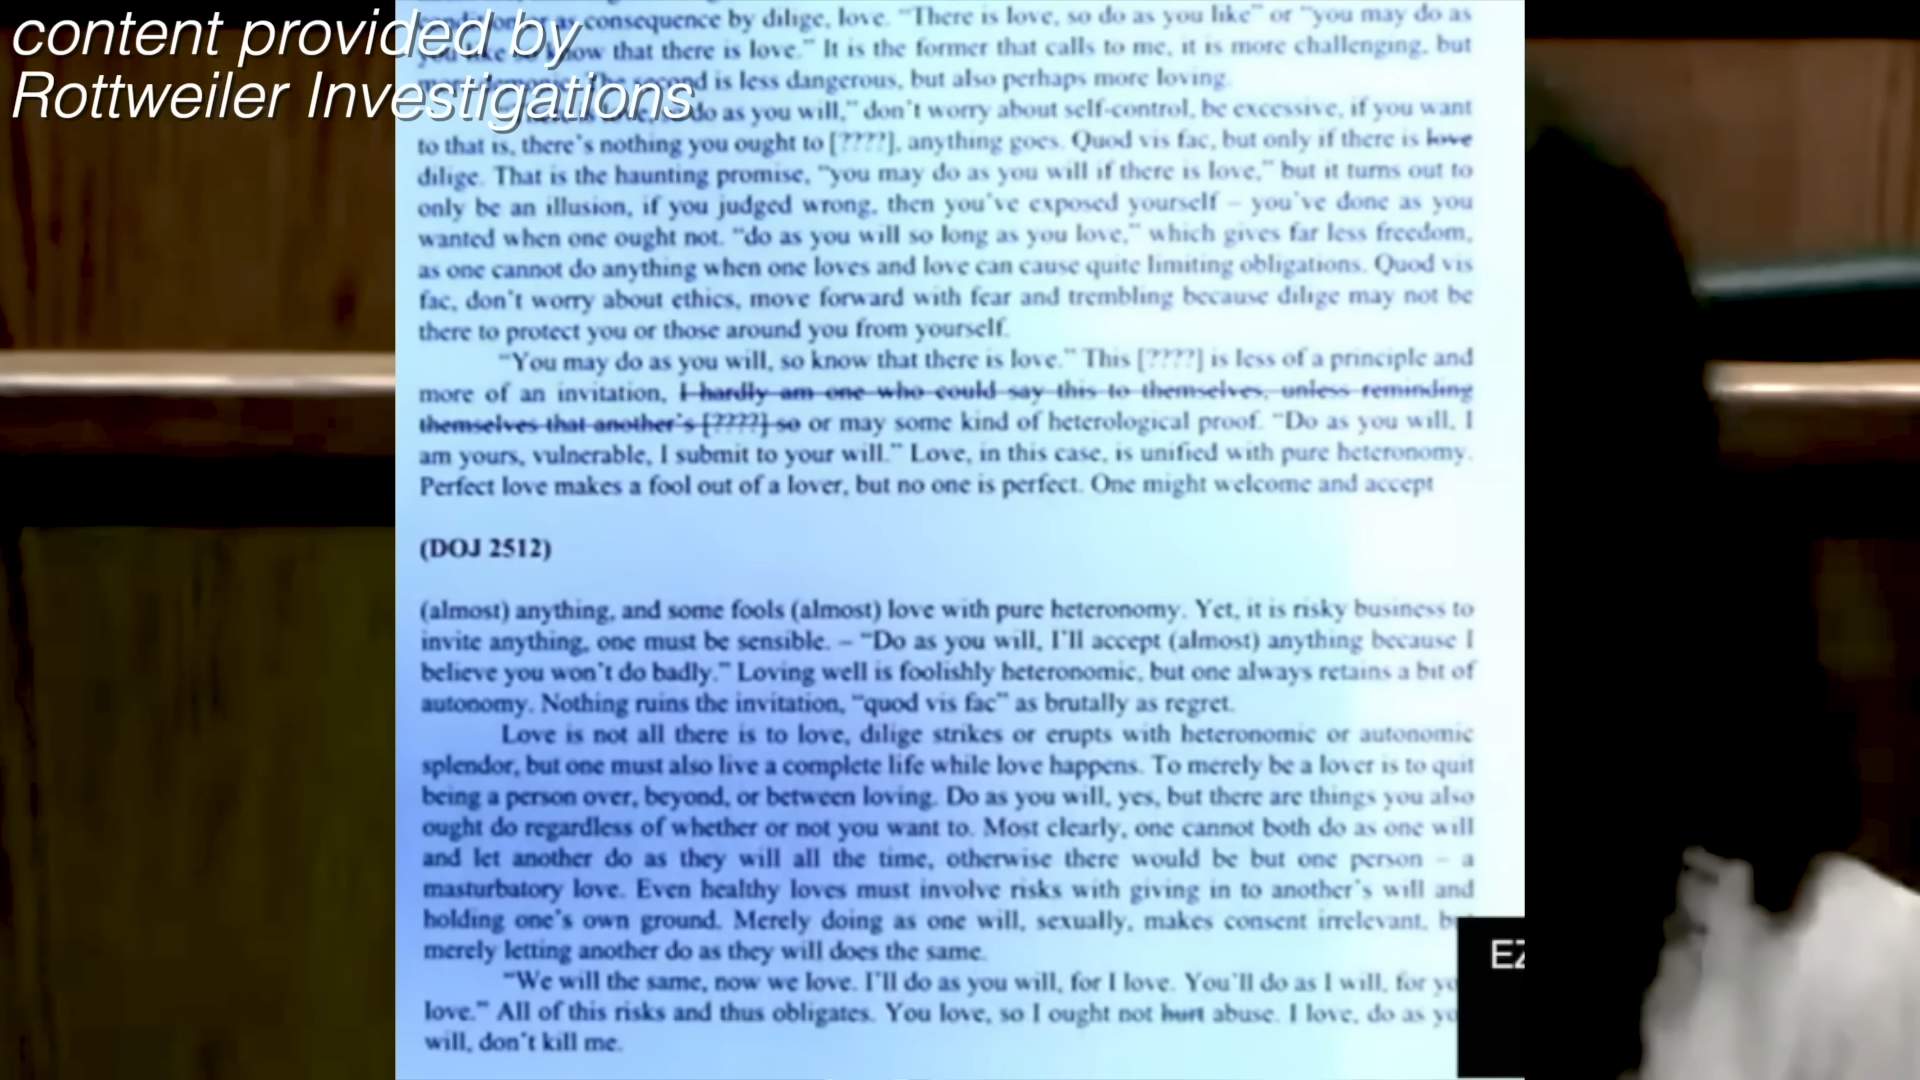 content provided by
Rottweiler Investigations
consequence by dilige, love. “There is love, so do as you like” or “you may do as
know that there is love.” It is the former that calls to me, it is more challenging, but
second is less dangerous, but also perhaps more loving.
do as you will,” don’t worry about self-control, be excessive, if you want
to that is, there’s nothing you ought to [????], anything goes. Quod vis fac, but only if there is love
dilige. That is the haunting promise, “you may do as you will if there is love,” but it turns out to
only be an illusion, if you judged wrong, then you’ve exposed yourself – you’ve done as you
wanted when one ought not. “do as you will so long as you love,” which gives far less freedom,
as one cannot do anything when one loves and love can cause quite limiting obligations. Quod vis
fac, don’t worry about ethics, move forward with fear and trembling because dilige may not be
there to protect you or those around you from yourself.
“You may do as you will, so know that there is love.” This [????] is less of a principle and
more of an invitation, I hardly am one who could say this to themselves, unless reminding
themselves that another’s [????] so or may some kind of heterological proof. “Do as you will, I
am yours, vulnerable, I submit to your will.” Love, in this case, is unified with pure heteronomy.
Perfect love makes a fool out of a lover, but no one is perfect. One might welcome and accept
(DOJ 2512)
(almost) anything, and some fools (almost) love with pure heteronomy. Yet, it is risky business to
invite anything, one must be sensible. – “Do as you will, I’ll accept (almost) anything because I
believe you won’t do badly.” Loving well is foolishly heteronomic, but one always retains a bit of
autonomy. Nothing ruins the invitation, “quod vis fac” as brutally as regret.
Love is not all there is to love, dilige strikes or erupts with heteronomic or autonomic
splendor, but one must also live a complete life while love happens. To merely be a lover is to quit
being a person over, beyond, or between loving. Do as you will, yes, but there are things you also
ought do regardless of whether or not you want to. Most clearly, one cannot both do as one will
and let another do as they will all the time, otherwise there would be but one person – a
masturbatory love. Even healthy loves must involve risks with giving in to another’s will and
holding one’s own ground. Merely doing as one will, sexually, makes consent irrelevant, b
merely letting another do as they will does the same.
“We will the same, now we love. I’ll do as you will, for I love. You’ll do as I will, for yo
love.” All of this risks and thus obligates. You love, so I ought not hurt abuse. I love, do as yo
will, don’t kill me.
EZ